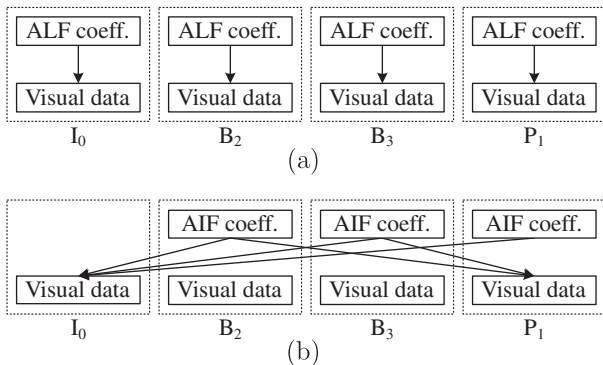 ALF coeff. ALF coeff. ALF coeff. ALF coeff.
Visual data Visual data Visual data Visual data
I₀ B₂ B₃ P₁
(a)
AIF coeff. AIF coeff. AIF coeff.
Visual data Visual data Visual data Visual data
I₀ B₂ B₃ P₁
(b)